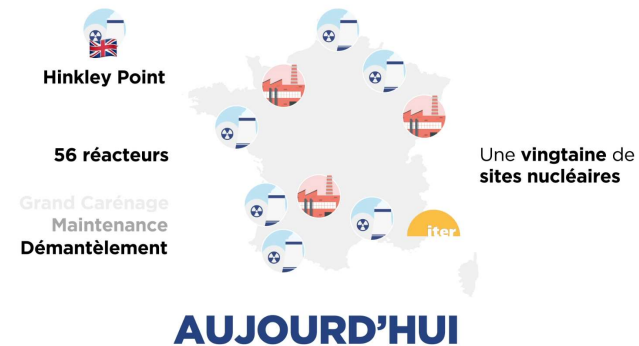 Hinkley Point
56 réacteurs
Grand Carénage
Maintenance
Démantèlement
iter
Une vingtaine de
sites nucléaires
AUJOURD'HUI